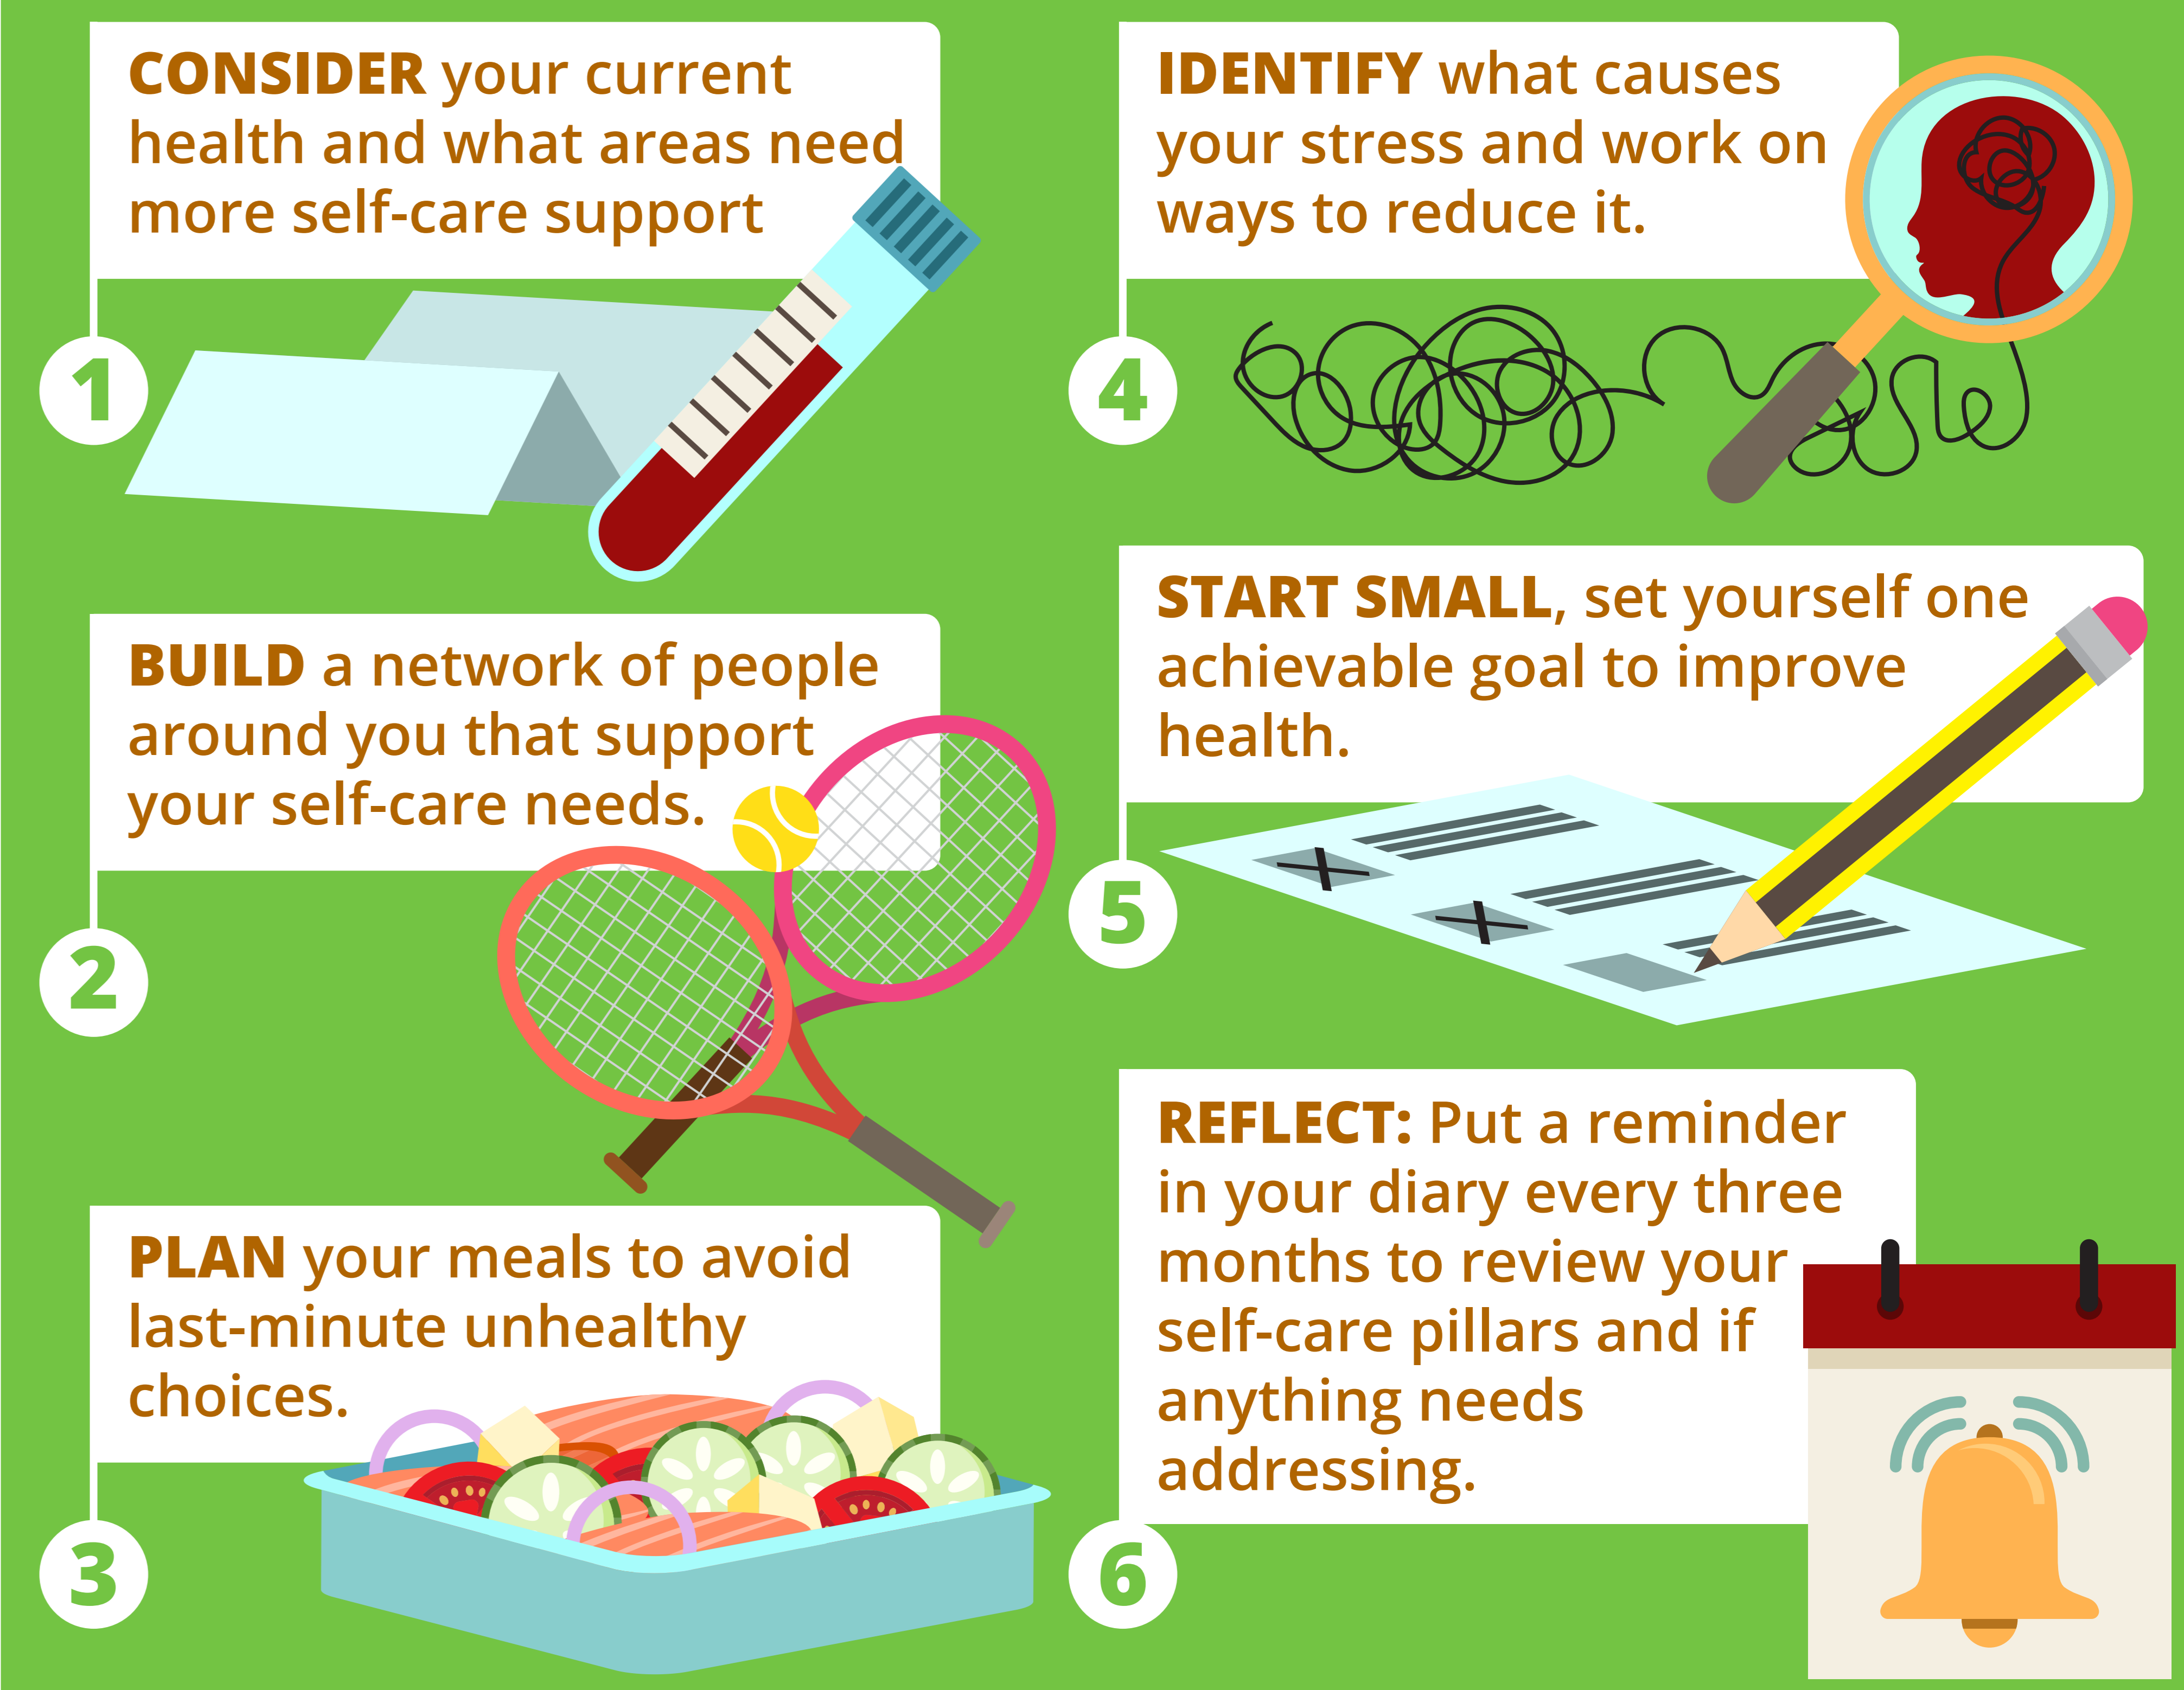 CONSIDER your current
health and what areas need
more self-care support
1
BUILD a network of people
around you that support
your self-care needs.
2
PLAN your meals to avoid
last-minute unhealthy
choices.
3
IDENTIFY what causes
your stress and work on
ways to reduce it.
4
START SMALL, set yourself one
achievable goal to improve
health.
5
REFLECT: Put a reminder
in your diary every three
months to review your
self-care pillars and if
anything needs
addressing.
6